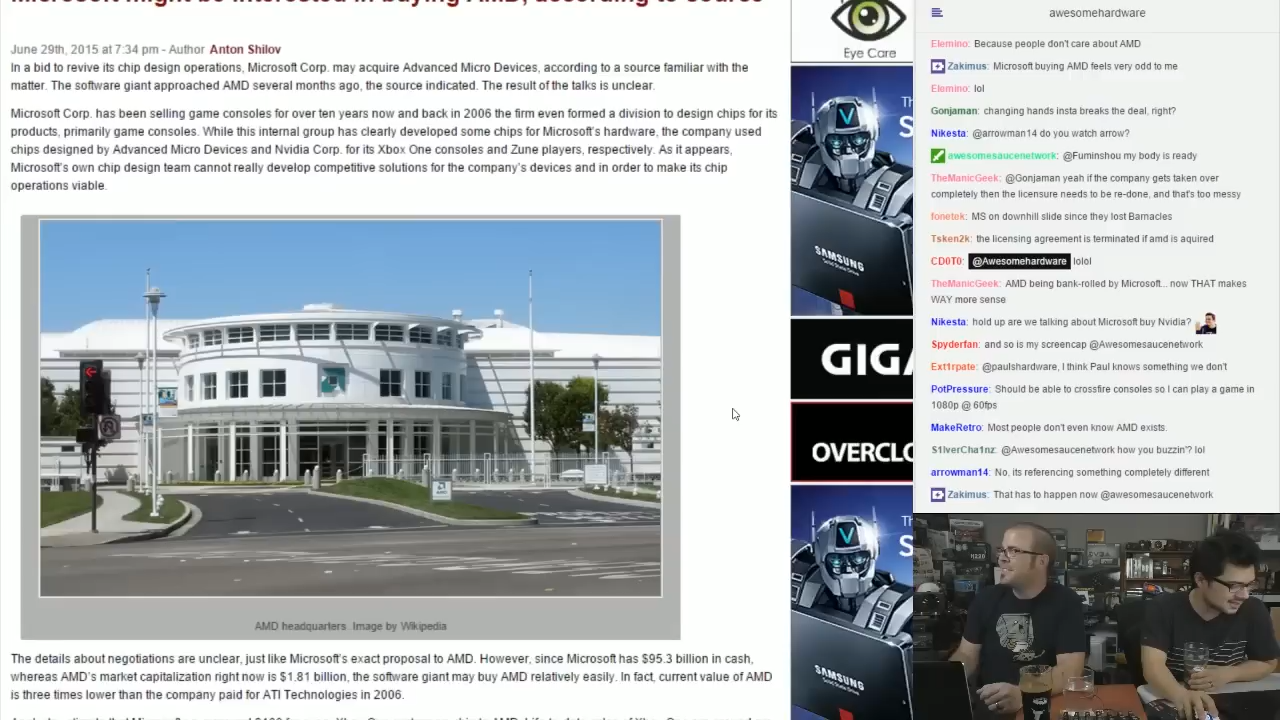 Microsoft might be interested in buying AMD, according to source
June 29th, 2015 at 7:34 pm - Author Anton Shilov
In a bid to revive its chip design operations, Microsoft Corp. may acquire Advanced Micro Devices, according to a source familiar with the
matter. The software giant approached AMD several months ago, the source indicated. The result of the talks is unclear.
Microsoft Corp. has been selling game consoles for over ten years now and back in 2006 the firm even formed a division to design chips for its
products, primarily game consoles. While this internal group has clearly developed some chips for Microsoft's hardware, the company used
chips designed by Advanced Micro Devices and Nvidia Corp. for its Xbox One consoles and Zune players, respectively. As it appears,
Microsoft's own chip design team cannot really develop competitive solutions for the company's devices and in order to make its chip
operations viable.
AMD headquarters. Image by Wikipedia
The details about negotiations are unclear, just like Microsoft's exact proposal to AMD. However, since Microsoft has $95.3 billion in cash,
whereas AMD's market capitalization right now is $1.81 billion, the software giant may buy AMD relatively easily. In fact, current value of AMD
is three times lower than the company paid for ATI Technologies in 2006.
Eye Care
Th
S
SAMSUNG
Solid State Drive
GIGA
OVERCLO
Th
S
SAMSUNG
Solid State Drive
awesomehardware
Elemino: Because people don't care about AMD
Zakimus: Microsoft buying AMD feels very odd to me
Elemino: lol
Gonjaman: changing hands insta breaks the deal, right?
Nikesta: @arrowman14 do you watch arrow?
awesomesaucenetwork: @Fuminshou my body is ready
TheManicGeek: @Gonjaman yeah if the company gets taken over
completely then the licensure needs to be re-done, and that's too messy
fonetek: MS on downhill slide since they lost Barnacles
Tsken2k: the licensing agreement is terminated if amd is aquired
CD0T0: @Awesomehardware lolol
TheManicGeek: AMD being bank-rolled by Microsoft... now THAT makes
WAY more sense
Nikesta: hold up are we talking about Microsoft buy Nvidia?
Spyderfan: and so is my screencap @Awesomesaucenetwork
Ext1rpate: @paulshardware, I think Paul knows something we don't
PotPressure: Should be able to crossfire consoles so I can play a game in
1080p @ 60fps
MakeRetro: Most people don't even know AMD exists.
S1lverCha1nz: @Awesomesaucenetwork how you buzzin'? lol
arrowman14: No, its referencing something completely different
Zakimus: That has to happen now @awesomesaucenetwork